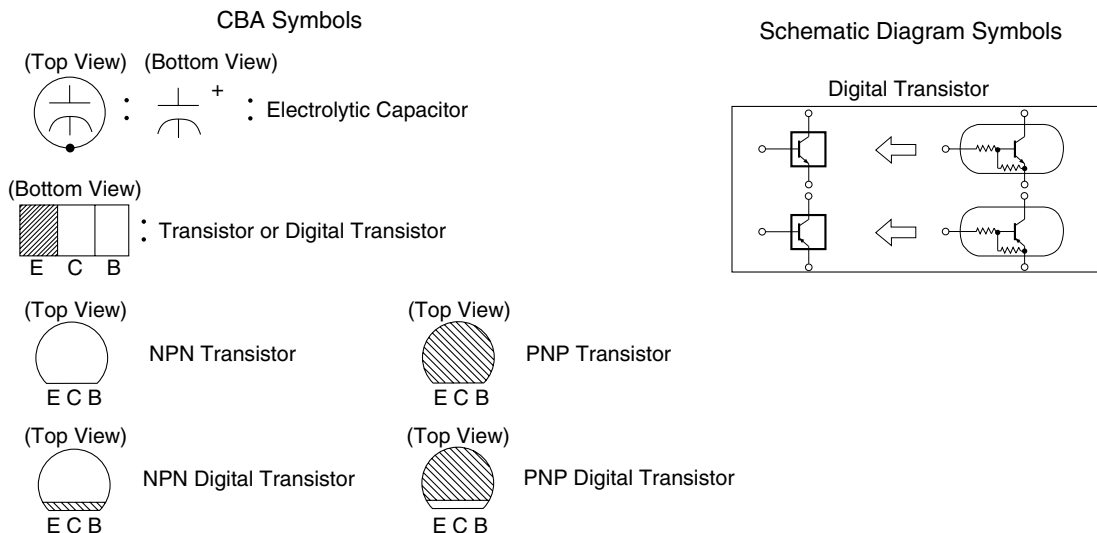 CBA Symbols
(Top View) (Bottom View)
+
: : Electrolytic Capacitor
(Bottom View)
: Transistor or Digital Transistor
E C B
(Top View)
NPN Transistor
E C B
(Top View)
PNP Transistor
E C B
(Top View)
NPN Digital Transistor
E C B
(Top View)
PNP Digital Transistor
E C B
Schematic Diagram Symbols
Digital Transistor